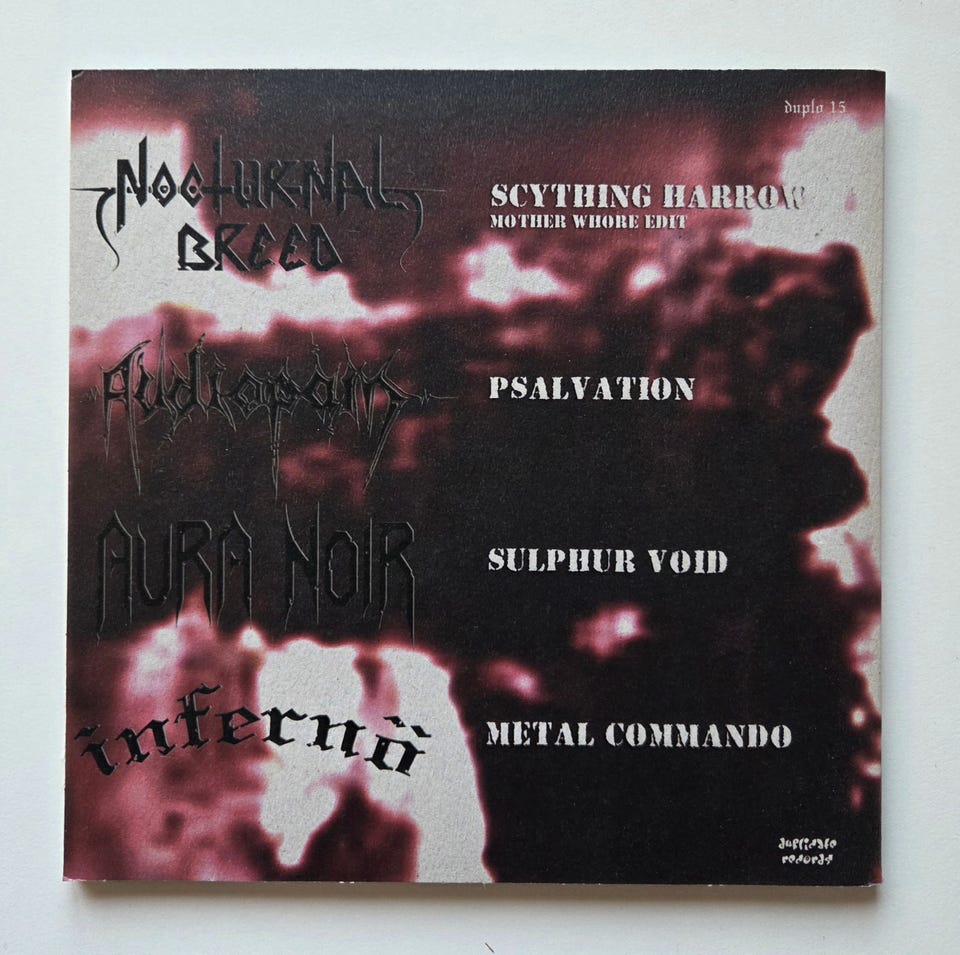 duplo 15
NOCTURNAL
BREED
SCYTHING HARROW
MOTHER WHORE EDIT
Audiopain
PSALVATION
AURA NOIR
SULPHUR VOID
infernö
METAL COMMANDO
duplicate
records